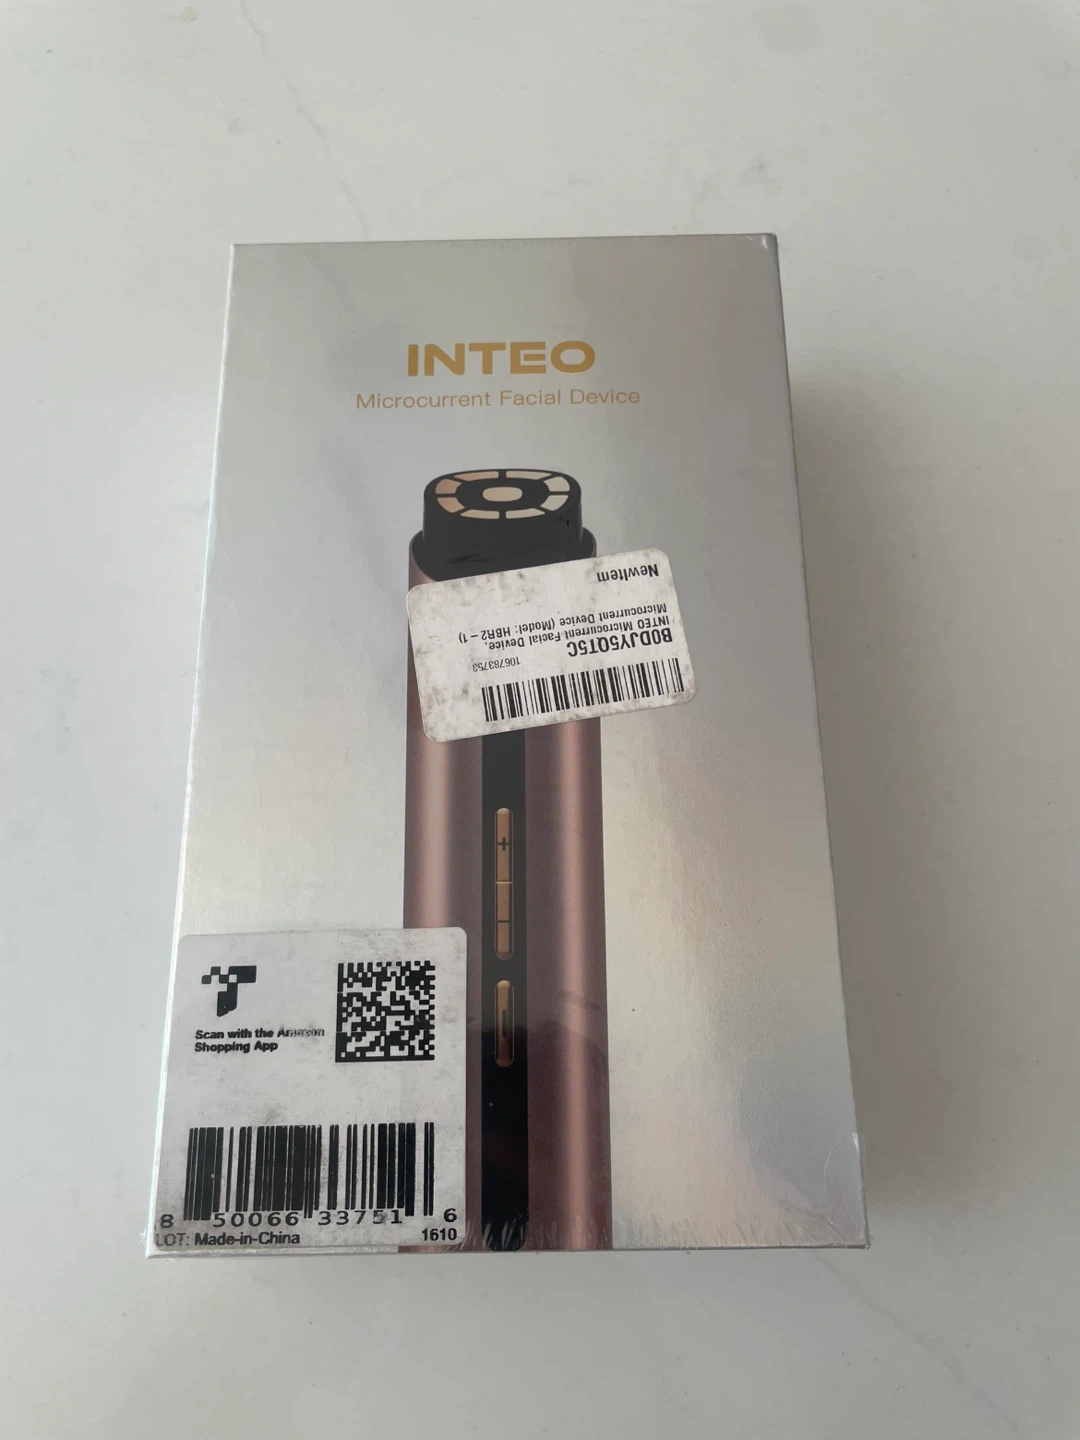 INTEO
Microcurrent Facial Device
NewItem
Microcurrent Device (Model: HBR2-1)
INTEO Microcurrent Facial Device,
B0DJY5QT5C
106783753
Scan with the Amazon
Shopping App
8 50066 33751 6
LOT: Made-in-China 1610